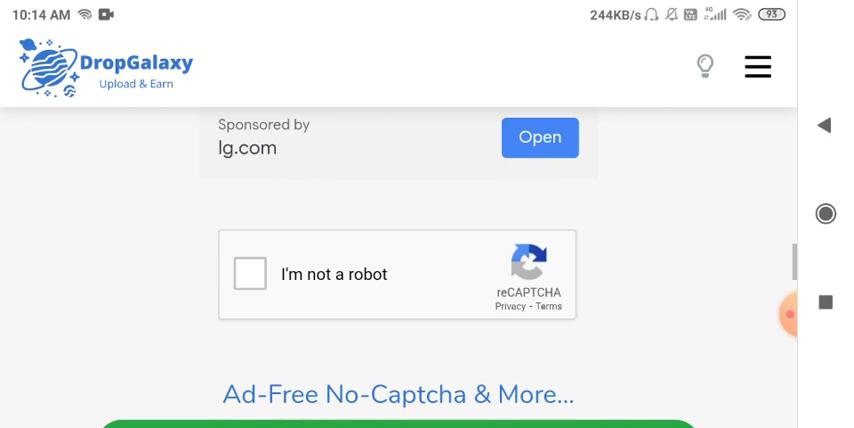 10:14 AM 244KB/s 4G 93
DropGalaxy
Upload & Earn
Sponsored by
lg.com
Open
I'm not a robot
reCAPTCHA
Privacy - Terms
Ad-Free No-Captcha & More...